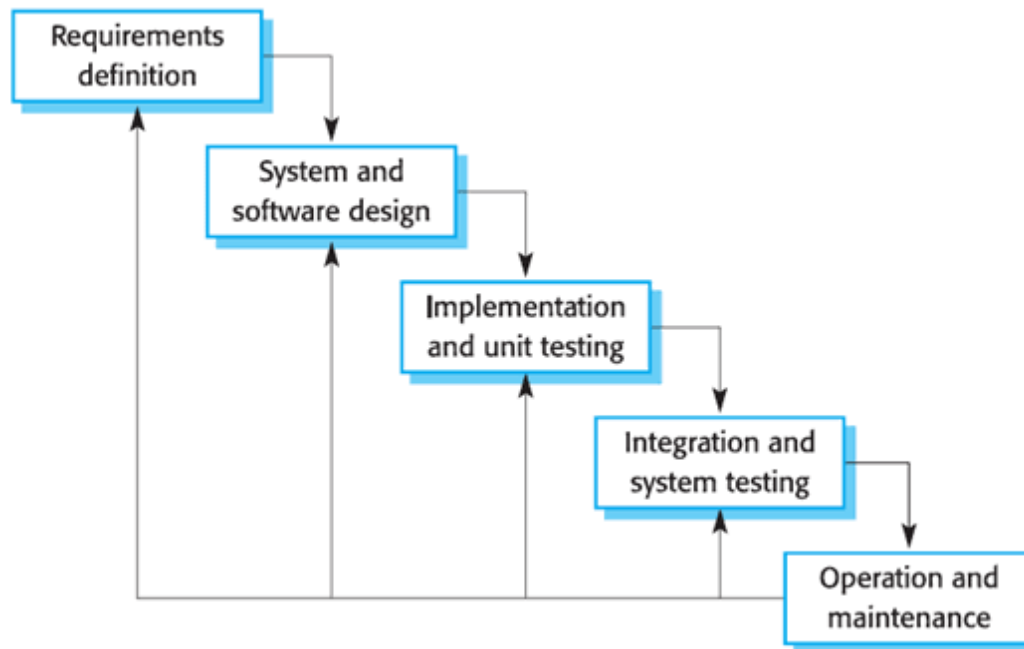 Requirements
definition
System and
software design
Implementation
and unit testing
Integration and
system testing
Operation and
maintenance